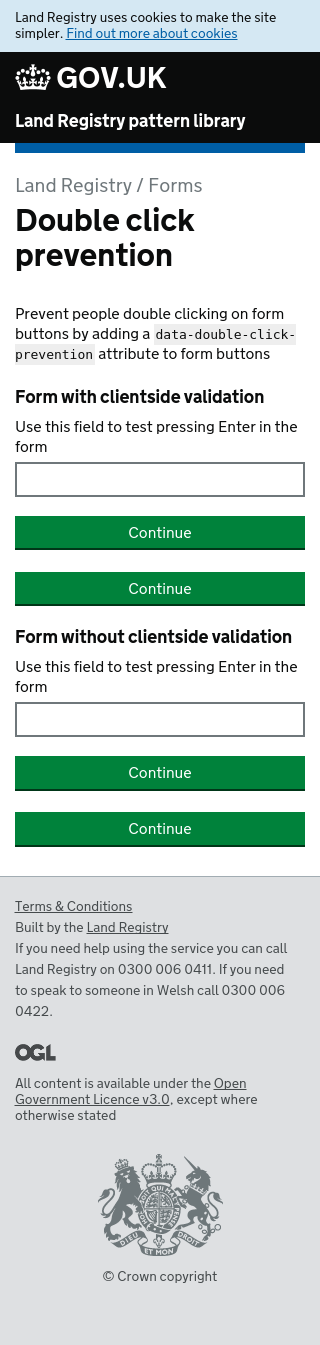 Land Registry uses cookies to make the site
simpler. Find out more about cookies
GOV.UK
Land Registry pattern library
Land Registry / Forms
Double click
prevention
Prevent people double clicking on form
buttons by adding a data-double-click-
prevention attribute to form buttons
Form with clientside validation
Use this field to test pressing Enter in the
form
Continue
Continue
Form without clientside validation
Use this field to test pressing Enter in the
form
Continue
Continue
Terms & Conditions
Built by the Land Registry
If you need help using the service you can call
Land Registry on 0300 006 0411. If you need
to speak to someone in Welsh call 0300 006
0422.
OGL
All content is available under the Open
Government Licence v3.0, except where
otherwise stated
DIEU ET MON DROIT
© Crown copyright